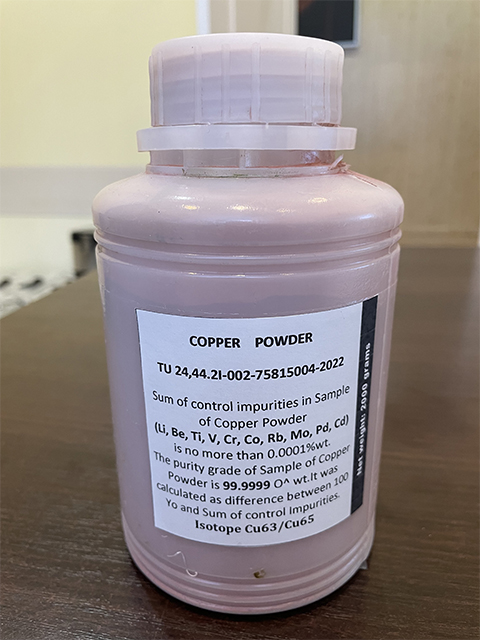 COPPER POWDER
TU 24,44.2I-002-75815004-2022
Sum of control impurities in Sample
of Copper Powder
(Li, Be, Ti, V, Cr, Co, Rb, Mo, Pd, Cd)
is no more than 0.0001%wt.
The purity grade of Sample of Copper
Powder is 99.9999 O^ wt.It was
calculated as difference between 100
Yo and Sum of control Impurities.
Isotope Cu63/Cu65
Net weight: 2000 grams